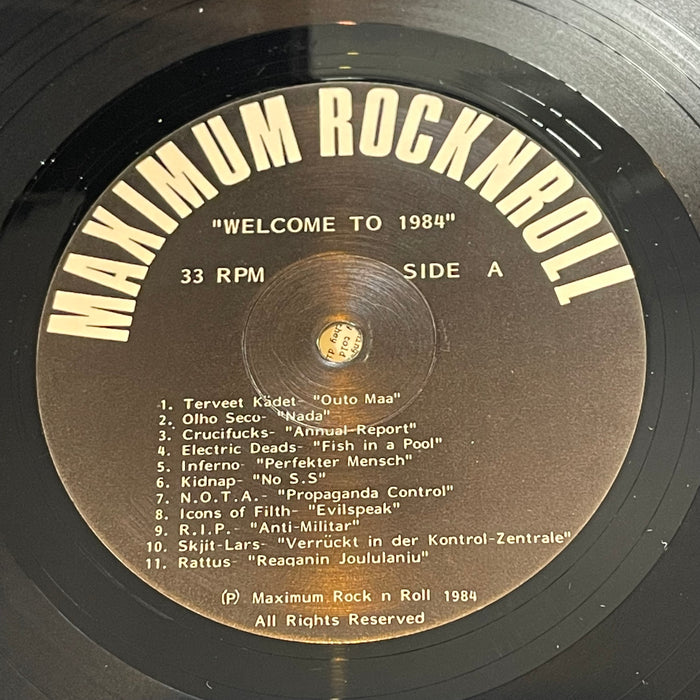 MAXIMUM ROCKNROLL
"WELCOME TO 1984"
33 RPM SIDE A
1. Terveet Kädet- "Outo Maa"
2. Olho Seco- "Nada"
3. Crucifucks- "Annual Report"
4. Electric Deads- "Fish in a Pool"
5. Inferno- "Perfekter Mensch"
6. Kidnap- "No S.S"
7. N.O.T.A.- "Propaganda Control"
8. Icons of Filth- "Evilspeak"
9. R.I.P.- "Anti-Militar"
10. Skjit-Lars- "Verrückt in der Kontrol-Zentrale"
11. Rattus- "Reaganin Joululaniu"
(P) Maximum Rock n Roll 1984
All Rights Reserved